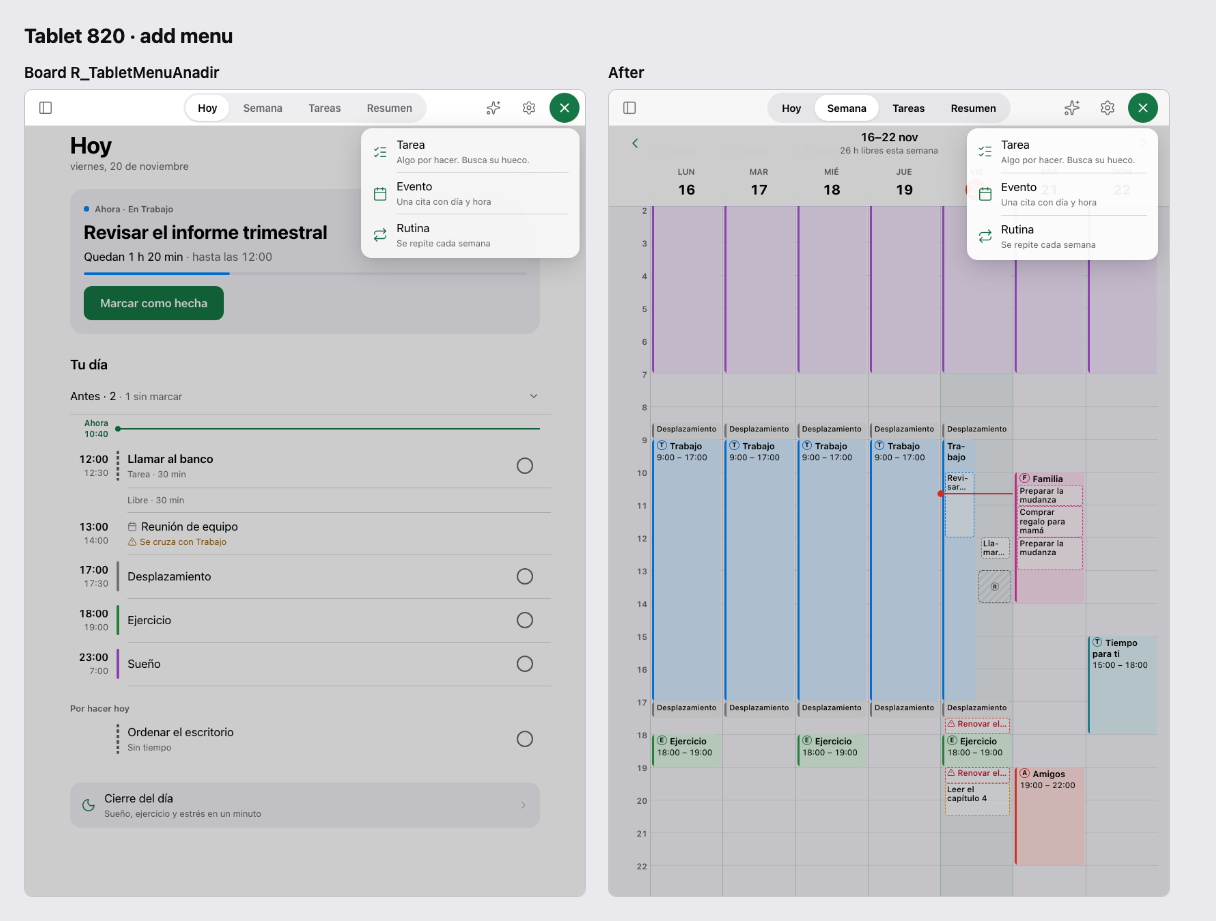 Tablet 820 · add menu
Board R_TabletMenuAnadir
Hoy
Semana
Tareas
Resumen
Hoy
viernes, 20 de noviembre
Tarea
Algo por hacer. Busca su hueco.
Evento
Una cita con día y hora
Rutina
Se repite cada semana
Ahora · En Trabajo
Revisar el informe trimestral
Quedan 1 h 20 min · hasta las 12:00
Marcar como hecha
Tu día
Antes · 2 · 1 sin marcar
Ahora
10:40
12:00
12:30
Llamar al banco
Tarea · 30 min
Libre · 30 min
13:00
14:00
Reunión de equipo
Se cruza con Trabajo
17:00
17:30
Desplazamiento
18:00
19:00
Ejercicio
23:00
7:00
Sueño
Por hacer hoy
Ordenar el escritorio
Sin tiempo
Cierre del día
Sueño, ejercicio y estrés en un minuto
After
Hoy
Semana
Tareas
Resumen
16–22 nov
26 h libres esta semana
Tarea
Algo por hacer. Busca su hueco.
Evento
Una cita con día y hora
Rutina
Se repite cada semana
LUN
16
MAR
17
MIÉ
18
JUE
19
21
22
2
3
4
5
6
7
8
9
10
11
12
13
14
15
16
17
18
19
20
21
22
Desplazamiento
T Trabajo
9:00 – 17:00
Desplazamiento
E Ejercicio
18:00 – 19:00
Desplazamiento
T Trabajo
9:00 – 17:00
Desplazamiento
Desplazamiento
T Trabajo
9:00 – 17:00
Desplazamiento
E Ejercicio
18:00 – 19:00
Desplazamiento
T Trabajo
9:00 – 17:00
Desplazamiento
Desplazamiento
Tra-
bajo
Revi-
sar...
Lla-
mar...
R
Desplazamiento
Renovar el...
E Ejercicio
18:00 – 19:00
Renovar el...
Leer el
capítulo 4
F Familia
Preparar la
mudanza
Comprar
regalo para
mamá
Preparar la
mudanza
A Amigos
19:00 – 22:00
T Tiempo
para ti
15:00 – 18:00